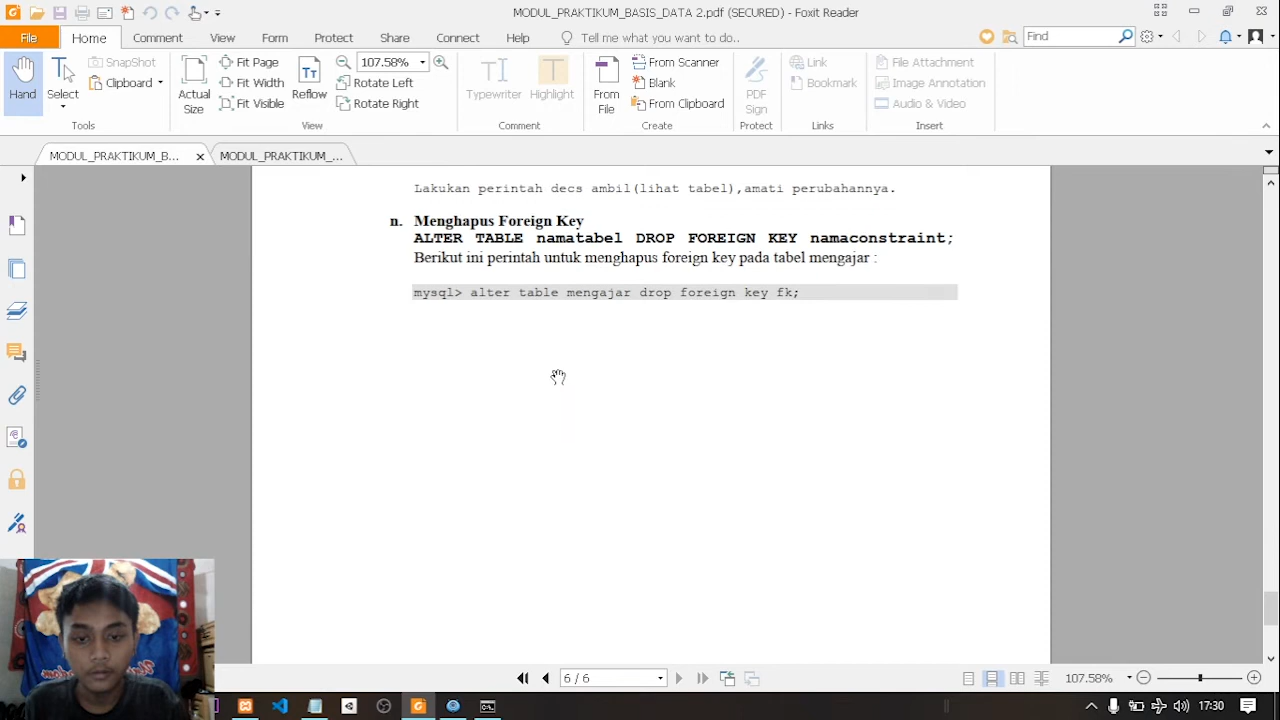 MODUL_PRAKTIKUM_BASIS_DATA 2.pdf (SECURED) - Foxit Reader
File Home Comment View Form Protect Share Connect Help Tell me what you want to do.. Find
Hand
Select
SnapShot
Clipboard
Tools
Actual Size
Fit Page
Fit Width
Fit Visible
Reflow
107.58%
Rotate Left
Rotate Right
View
Typewriter
Highlight
Comment
From File
From Scanner
Blank
From Clipboard
Create
PDF Sign
Protect
Link
Bookmark
Links
File Attachment
Image Annotation
Audio & Video
Insert
MODUL_PRAKTIKUM_B... MODUL_PRAKTIKUM_...
Lakukan perintah decs ambil(lihat tabel),amati perubahannya.
n. Menghapus Foreign Key
ALTER TABLE namatabel DROP FOREIGN KEY namaconstraint;
Berikut ini perintah untuk menghapus foreign key pada tabel mengajar :
mysql> alter table mengajar drop foreign key fk;
6 / 6
107.58%
17:30